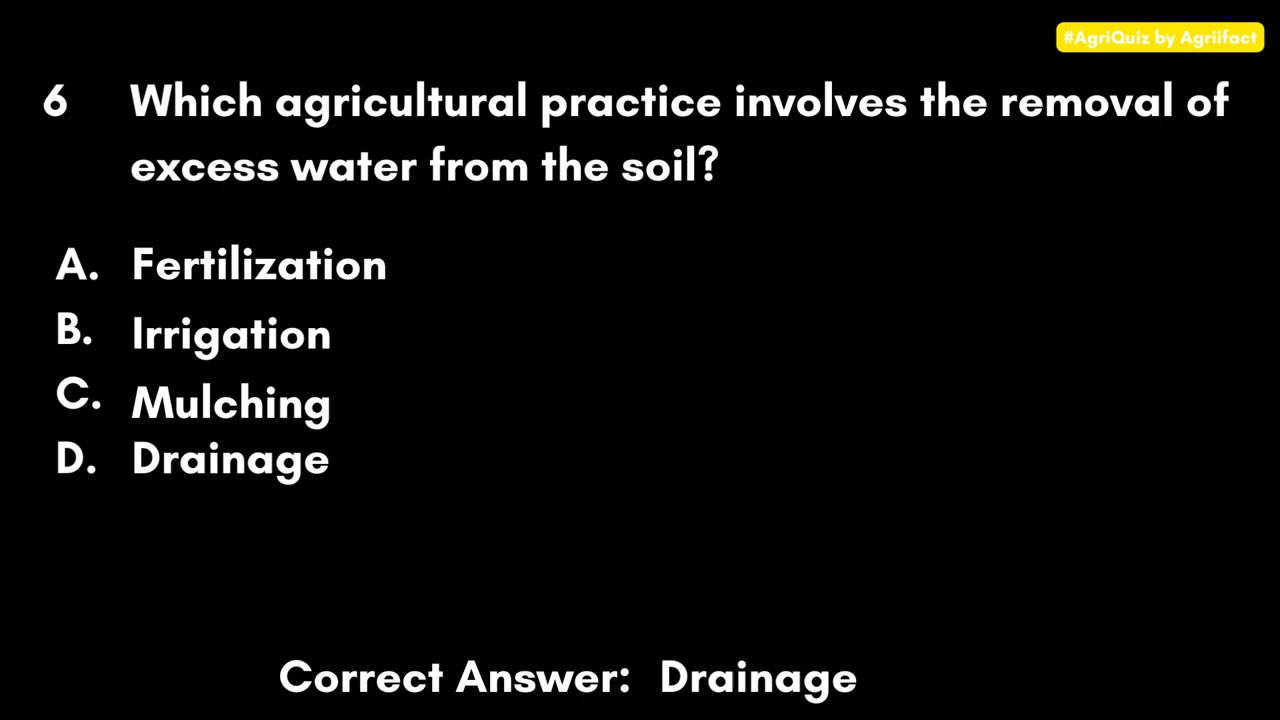 #AgriQuiz by Agriifact
6 Which agricultural practice involves the removal of
excess water from the soil?
A. Fertilization
B. Irrigation
C. Mulching
D. Drainage
Correct Answer: Drainage